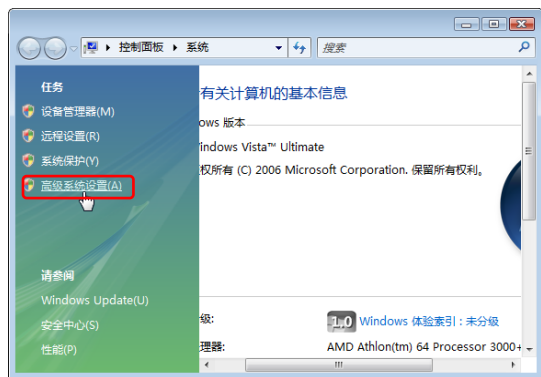 控制面板 ▸ 系统
搜索
任务
设备管理器(M)
远程设置(R)
系统保护(Y)
高级系统设置(A)
请参阅
Windows Update(U)
安全中心(S)
性能(P)
有关计算机的基本信息
ows 版本
indows Vista™ Ultimate
权所有 (C) 2006 Microsoft Corporation. 保留所有权利。
级:
1.0 Windows 体验索引 : 未分级
理器:
AMD Athlon(tm) 64 Processor 3000+